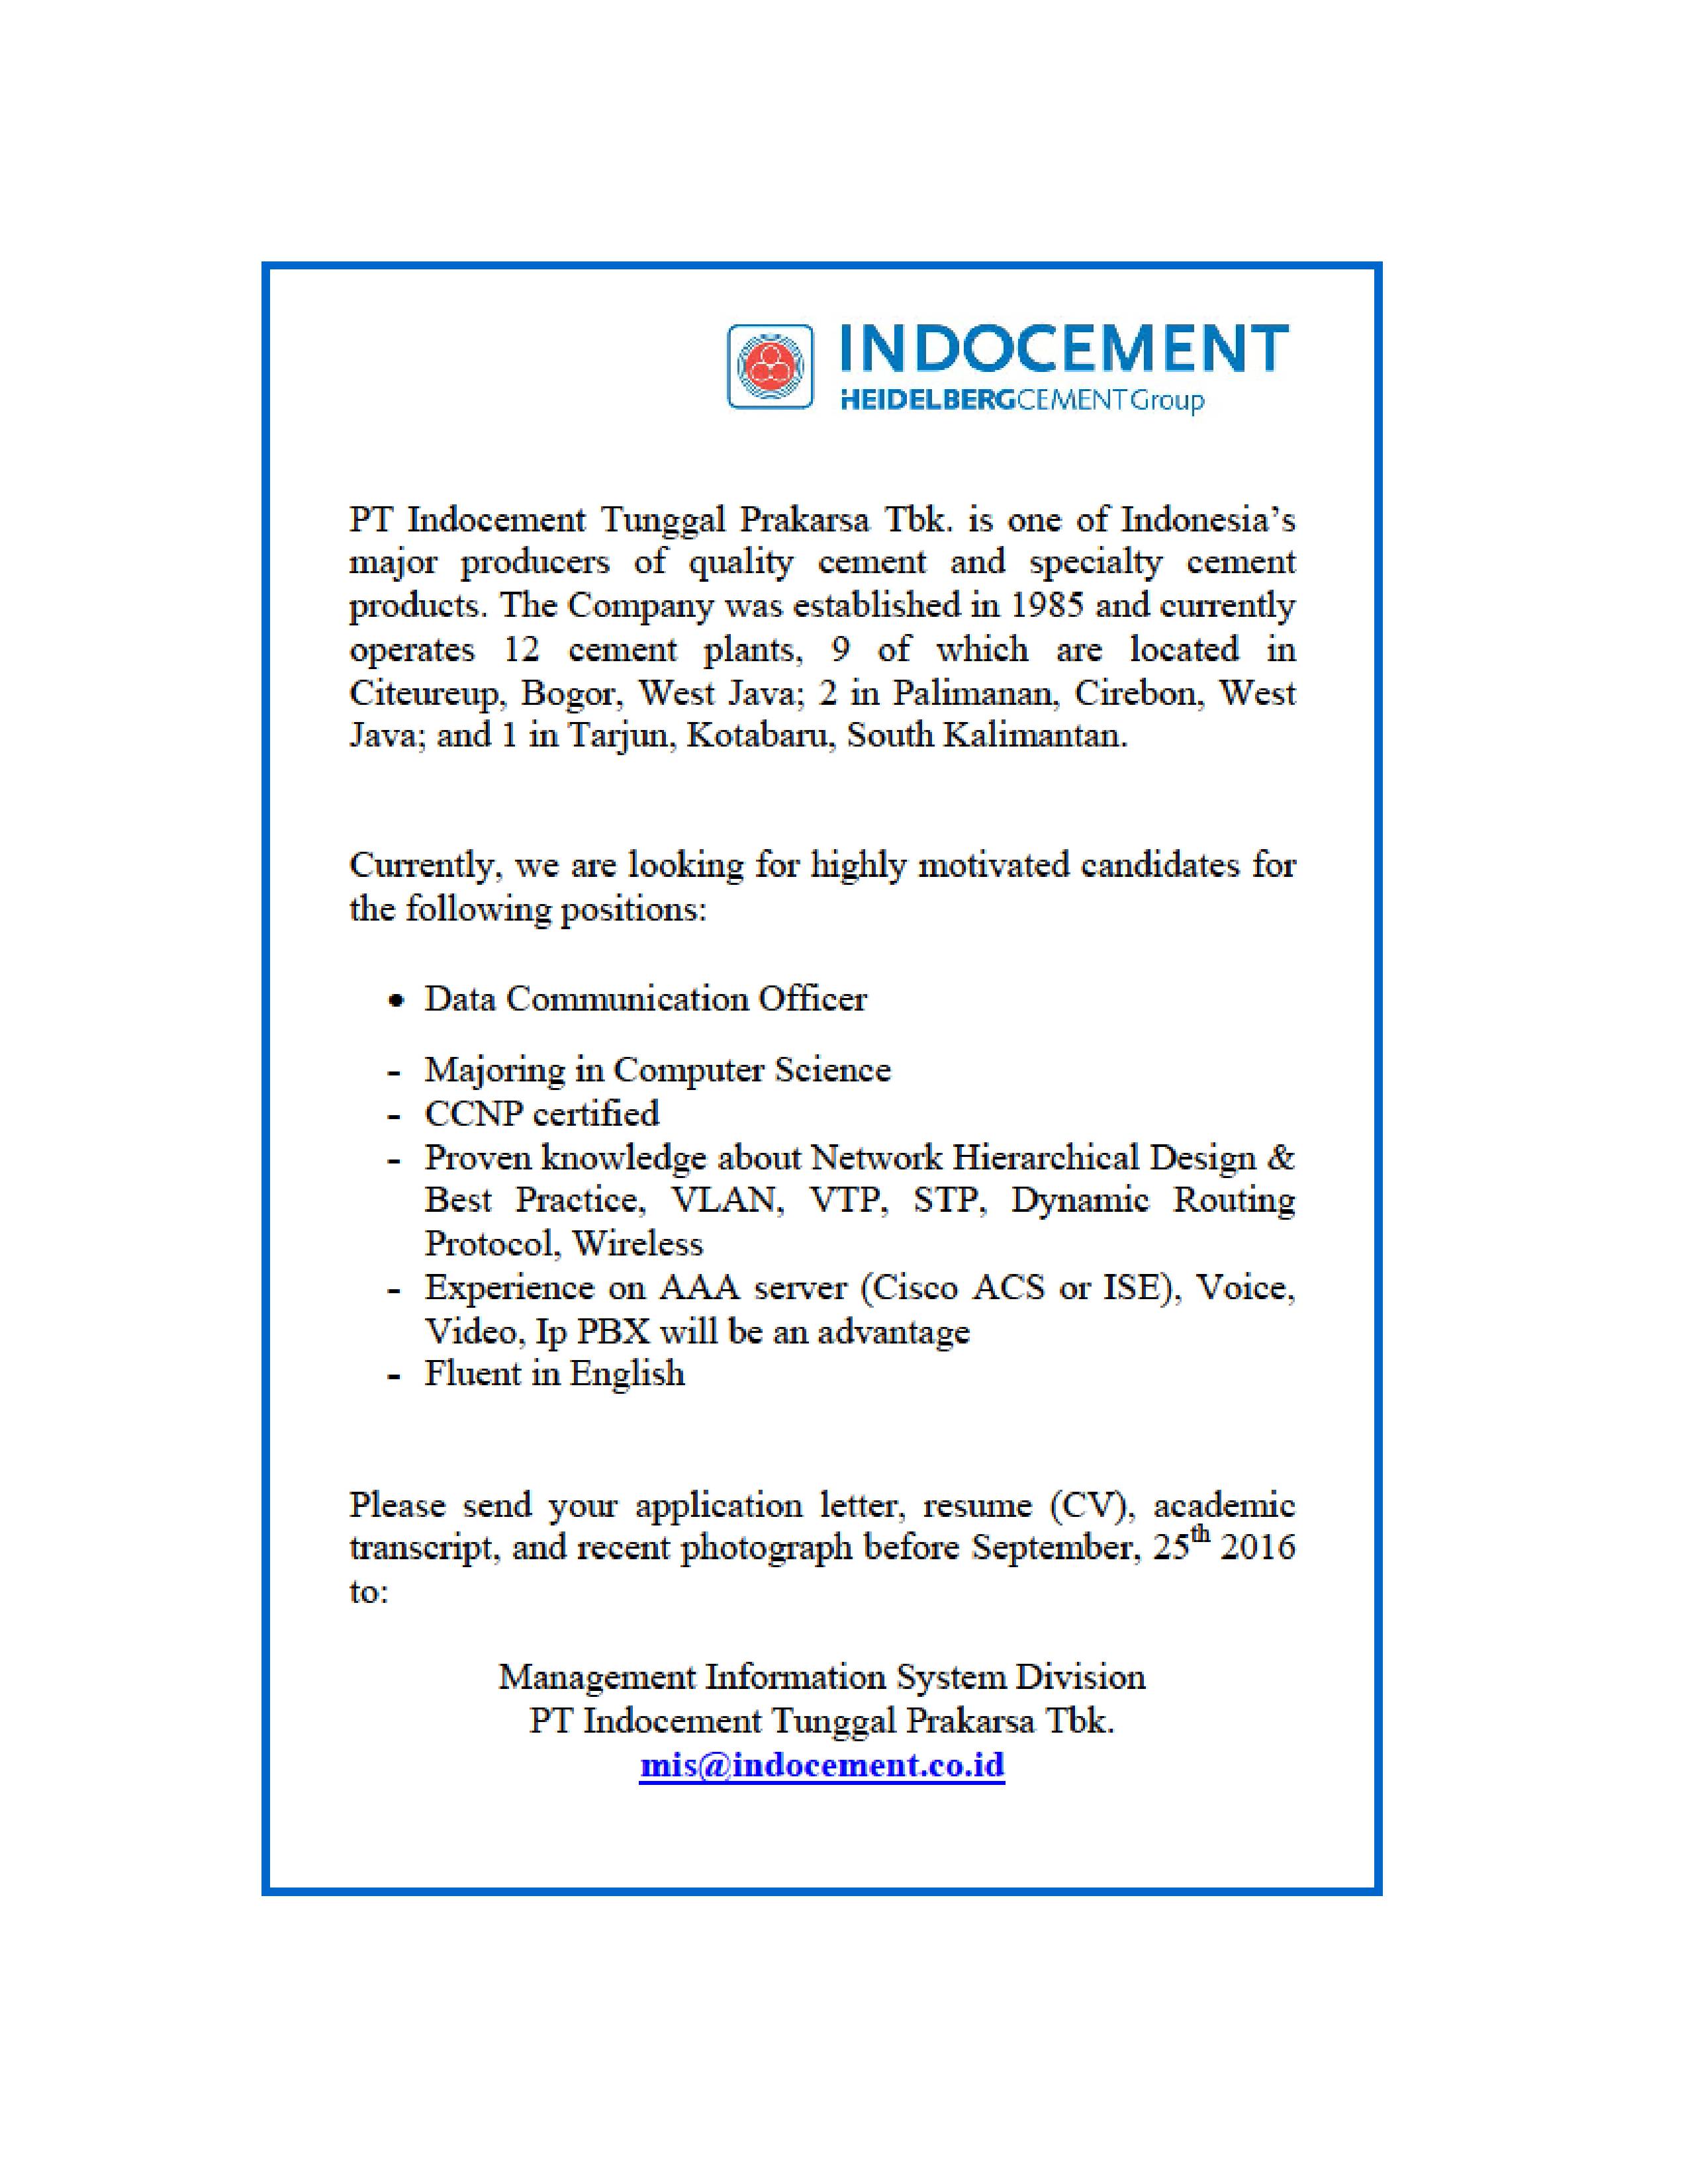 INDOCEMENT
HEIDELBERGCEMENT Group
PT Indocement Tunggal Prakarsa Tbk. is one of Indonesia’s
major producers of quality cement and specialty cement
products. The Company was established in 1985 and currently
operates 12 cement plants, 9 of which are located in
Citeureup, Bogor, West Java; 2 in Palimanan, Cirebon, West
Java; and 1 in Tarjun, Kotabaru, South Kalimantan.
Currently, we are looking for highly motivated candidates for
the following positions:
• Data Communication Officer
- Majoring in Computer Science
- CCNP certified
- Proven knowledge about Network Hierarchical Design &
Best Practice, VLAN, VTP, STP, Dynamic Routing
Protocol, Wireless
- Experience on AAA server (Cisco ACS or ISE), Voice,
Video, Ip PBX will be an advantage
- Fluent in English
Please send your application letter, resume (CV), academic
transcript, and recent photograph before September, 25th 2016
to:
Management Information System Division
PT Indocement Tunggal Prakarsa Tbk.
mis@indocement.co.id